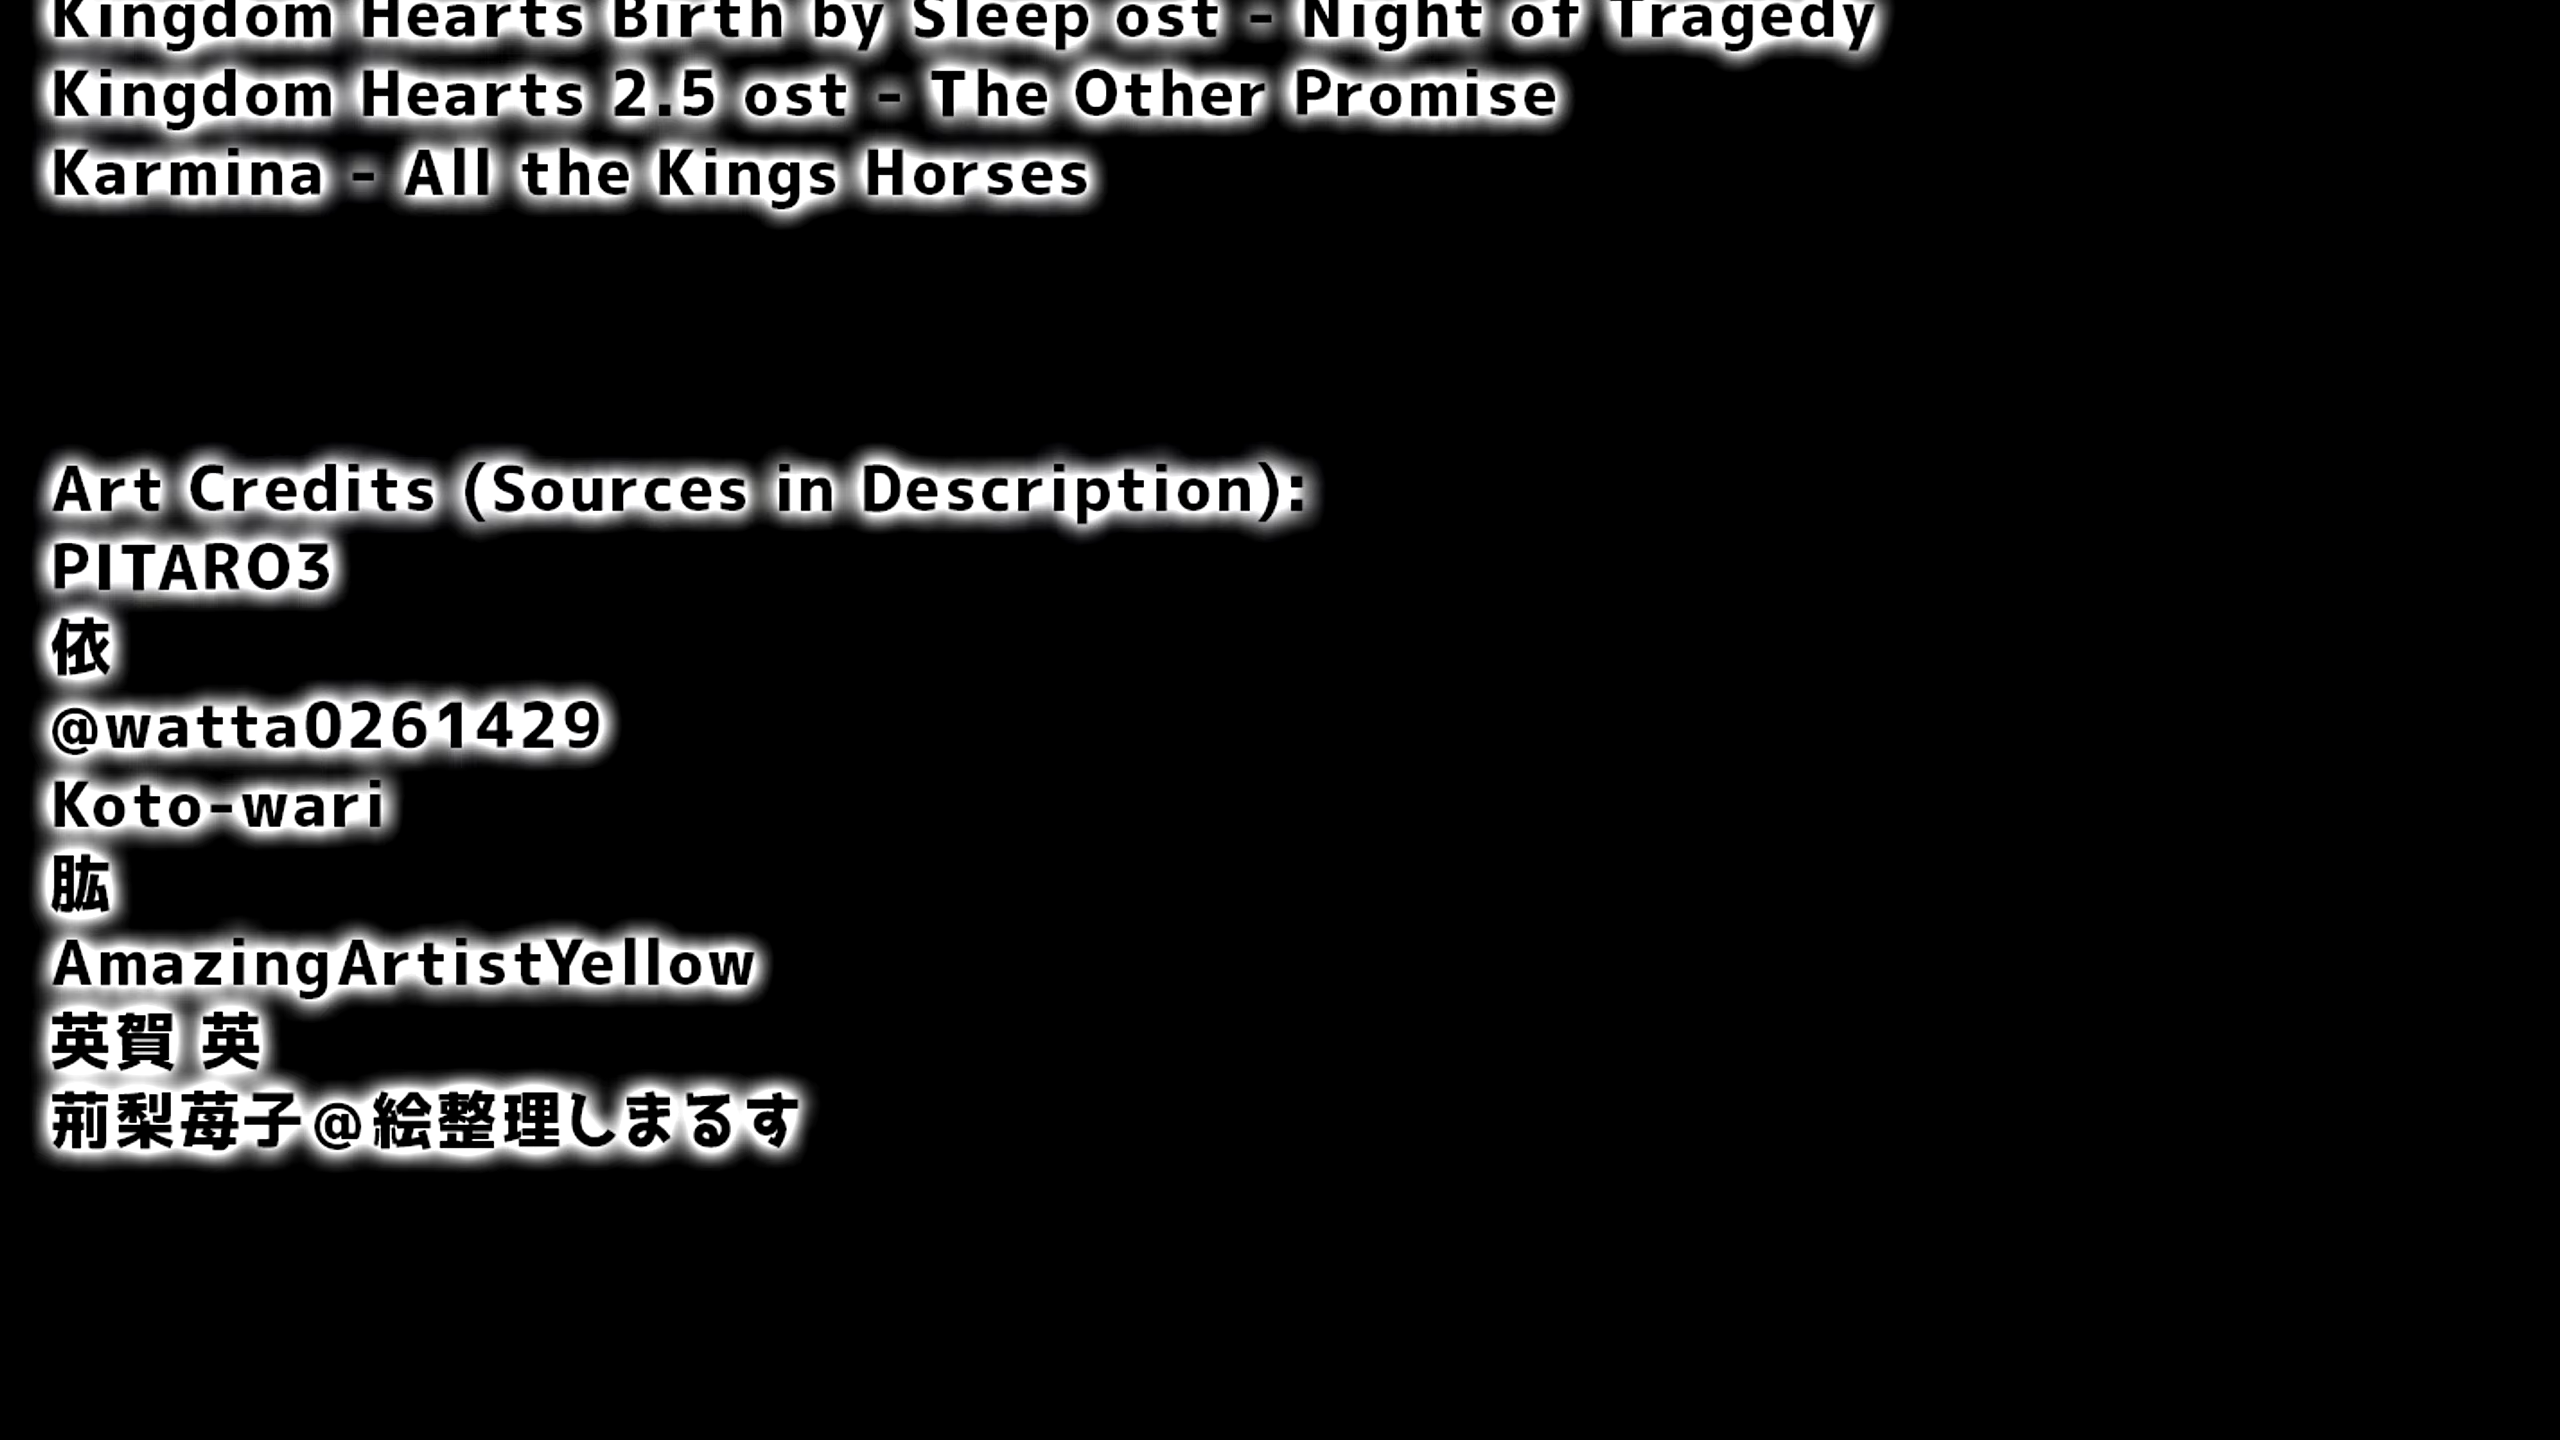 Kingdom Hearts Birth by Sleep ost - Night of Tragedy
Kingdom Hearts 2.5 ost - The Other Promise
Karmina - All the Kings Horses
Art Credits (Sources in Description):
PITARO3
依
@watta0261429
Koto-wari
肱
AmazingArtistYellow
英賀 英
荊梨苺子@絵整理しまるす